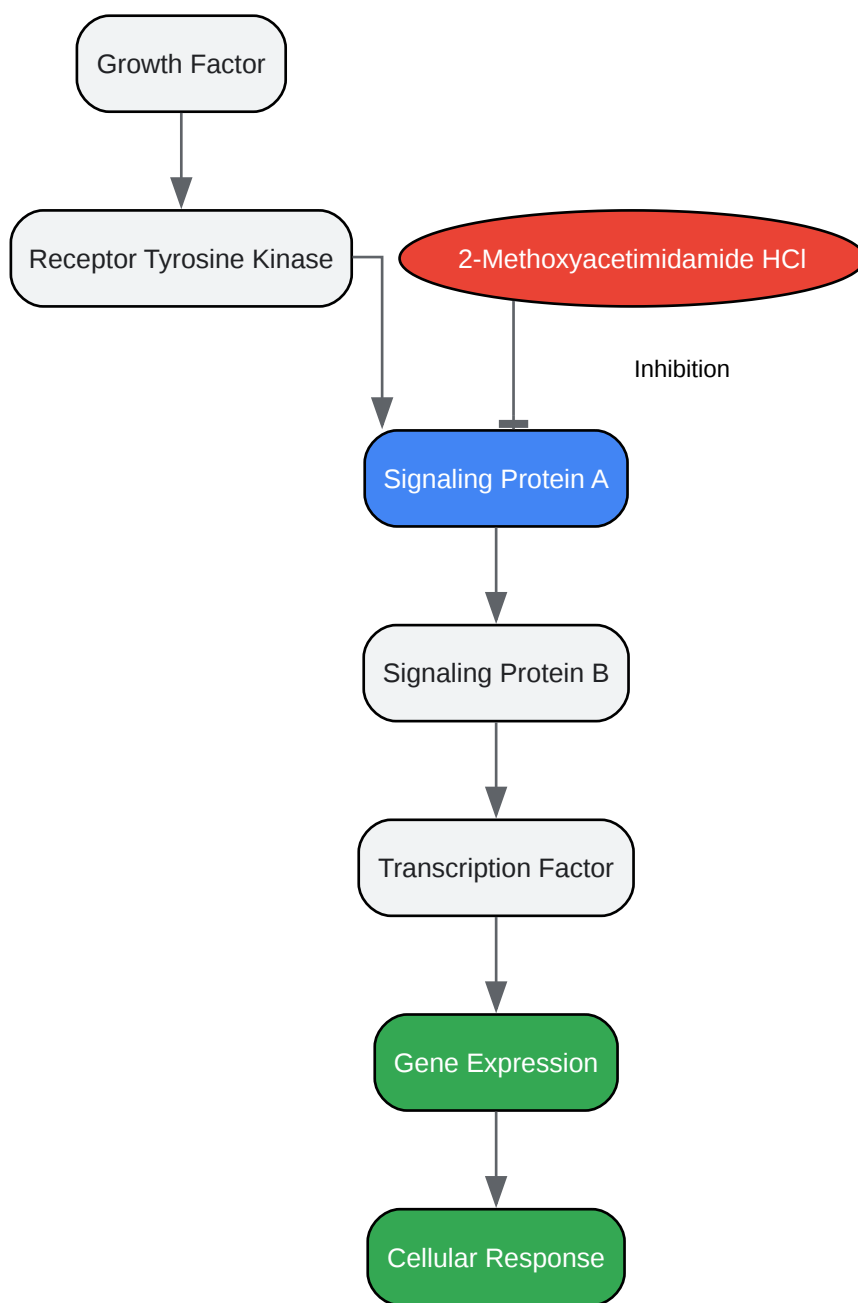 Growth Factor
Receptor Tyrosine Kinase
2-Methoxyacetimidamide HCl
Inhibition
Signaling Protein A
Signaling Protein B
Transcription Factor
Gene Expression
Cellular Response